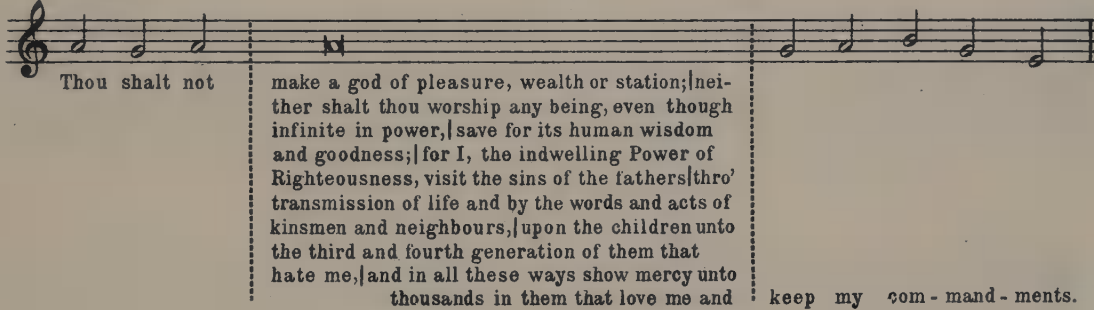 Thou shalt not
make a god of pleasure, wealth or station;|nei-
ther shalt thou worship any being, even though
infinite in power,|save for its human wisdom
and goodness;|for I, the indwelling Power of
Righteousness, visit the sins of the fathers|thro’
transmission of life and by the words and acts of
kinsmen and neighbours,|upon the children unto
the third and fourth generation of them that
hate me,|and in all these ways show mercy unto
thousands in them that love me and
keep my com - mand - ments.